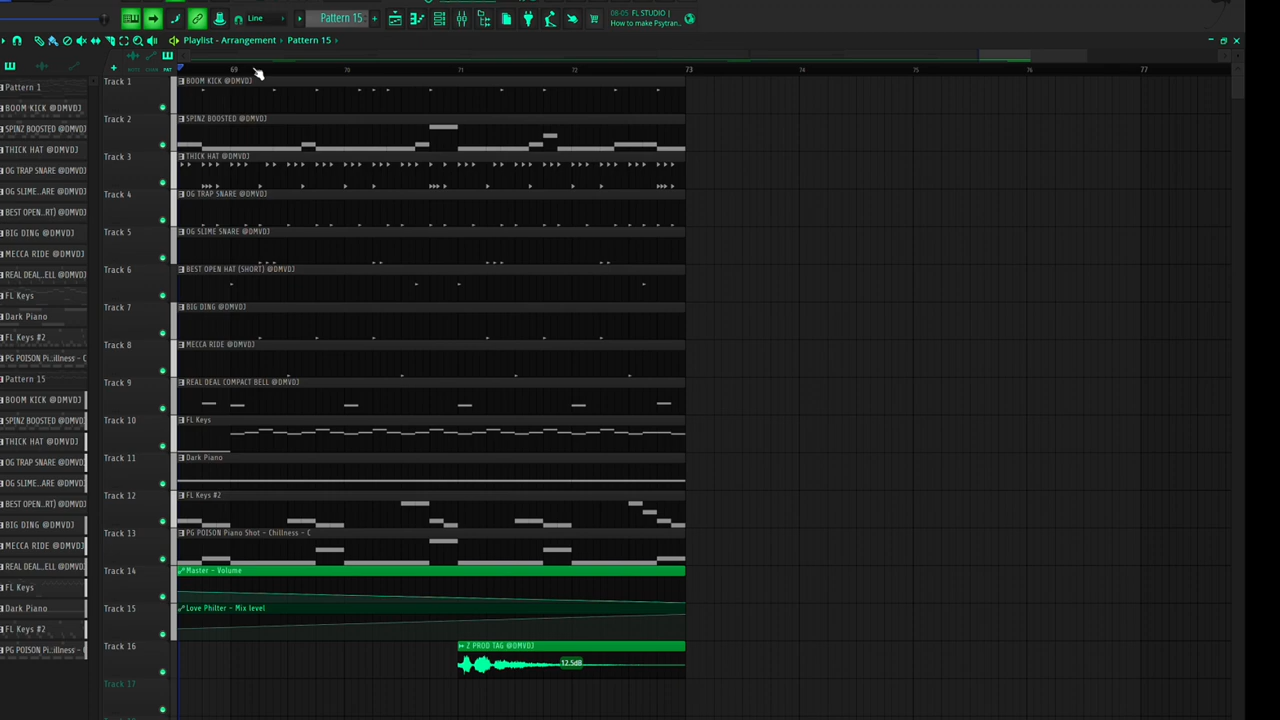 Line
Pattern 15
08-05 FL STUDIO |
How to make Psytran..
Playlist - Arrangement
Pattern 15
69 70 71 72 73 74 75 76 77
Pattern 1
BOOM KICK @DMVDJ
SPINZ BOOSTED @DMVDJ
THICK HAT @DMVDJ
OG TRAP SNARE @DMVDJ
OG SLIME..ARE @DMVDJ
BEST OPEN..RT) @DMVDJ
BIG DING @DMVDJ
MECCA RIDE @DMVDJ
REAL DEAL..ELL @DMVDJ
FL Keys
Dark Piano
FL Keys #2
PG POISON Pi..illness - C
Pattern 15
BOOM KICK @DMVDJ
SPINZ BOOSTED @DMVDJ
THICK HAT @DMVDJ
OG TRAP SNARE @DMVDJ
OG SLIME..ARE @DMVDJ
BEST OPEN..RT) @DMVDJ
BIG DING @DMVDJ
MECCA RIDE @DMVDJ
REAL DEAL..ELL @DMVDJ
FL Keys
Dark Piano
FL Keys #2
PG POISON Pi..illness - C
Track 1
BOOM KICK @DMVDJ
Track 2
SPINZ BOOSTED @DMVDJ
Track 3
THICK HAT @DMVDJ
Track 4
OG TRAP SNARE @DMVDJ
Track 5
OG SLIME SNARE @DMVDJ
Track 6
BEST OPEN HAT (SHORT) @DMVDJ
Track 7
BIG DING @DMVDJ
Track 8
MECCA RIDE @DMVDJ
Track 9
REAL DEAL COMPACT BELL @DMVDJ
Track 10
FL Keys
Track 11
Dark Piano
Track 12
FL Keys #2
Track 13
PG POISON Piano Shot - Chillness - C
Track 14
Master - Volume
Track 15
Love Philter - Mix level
Track 16
Z PROD TAG @DMVDJ
12.5dB
Track 17